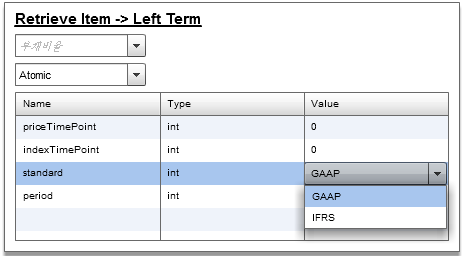 Retrieve Item -> Left Term
부채비율
Atomic
Name Type Value
priceTimePoint int 0
indexTimePoint int 0
standard int GAAP
period int
GAAP
IFRS